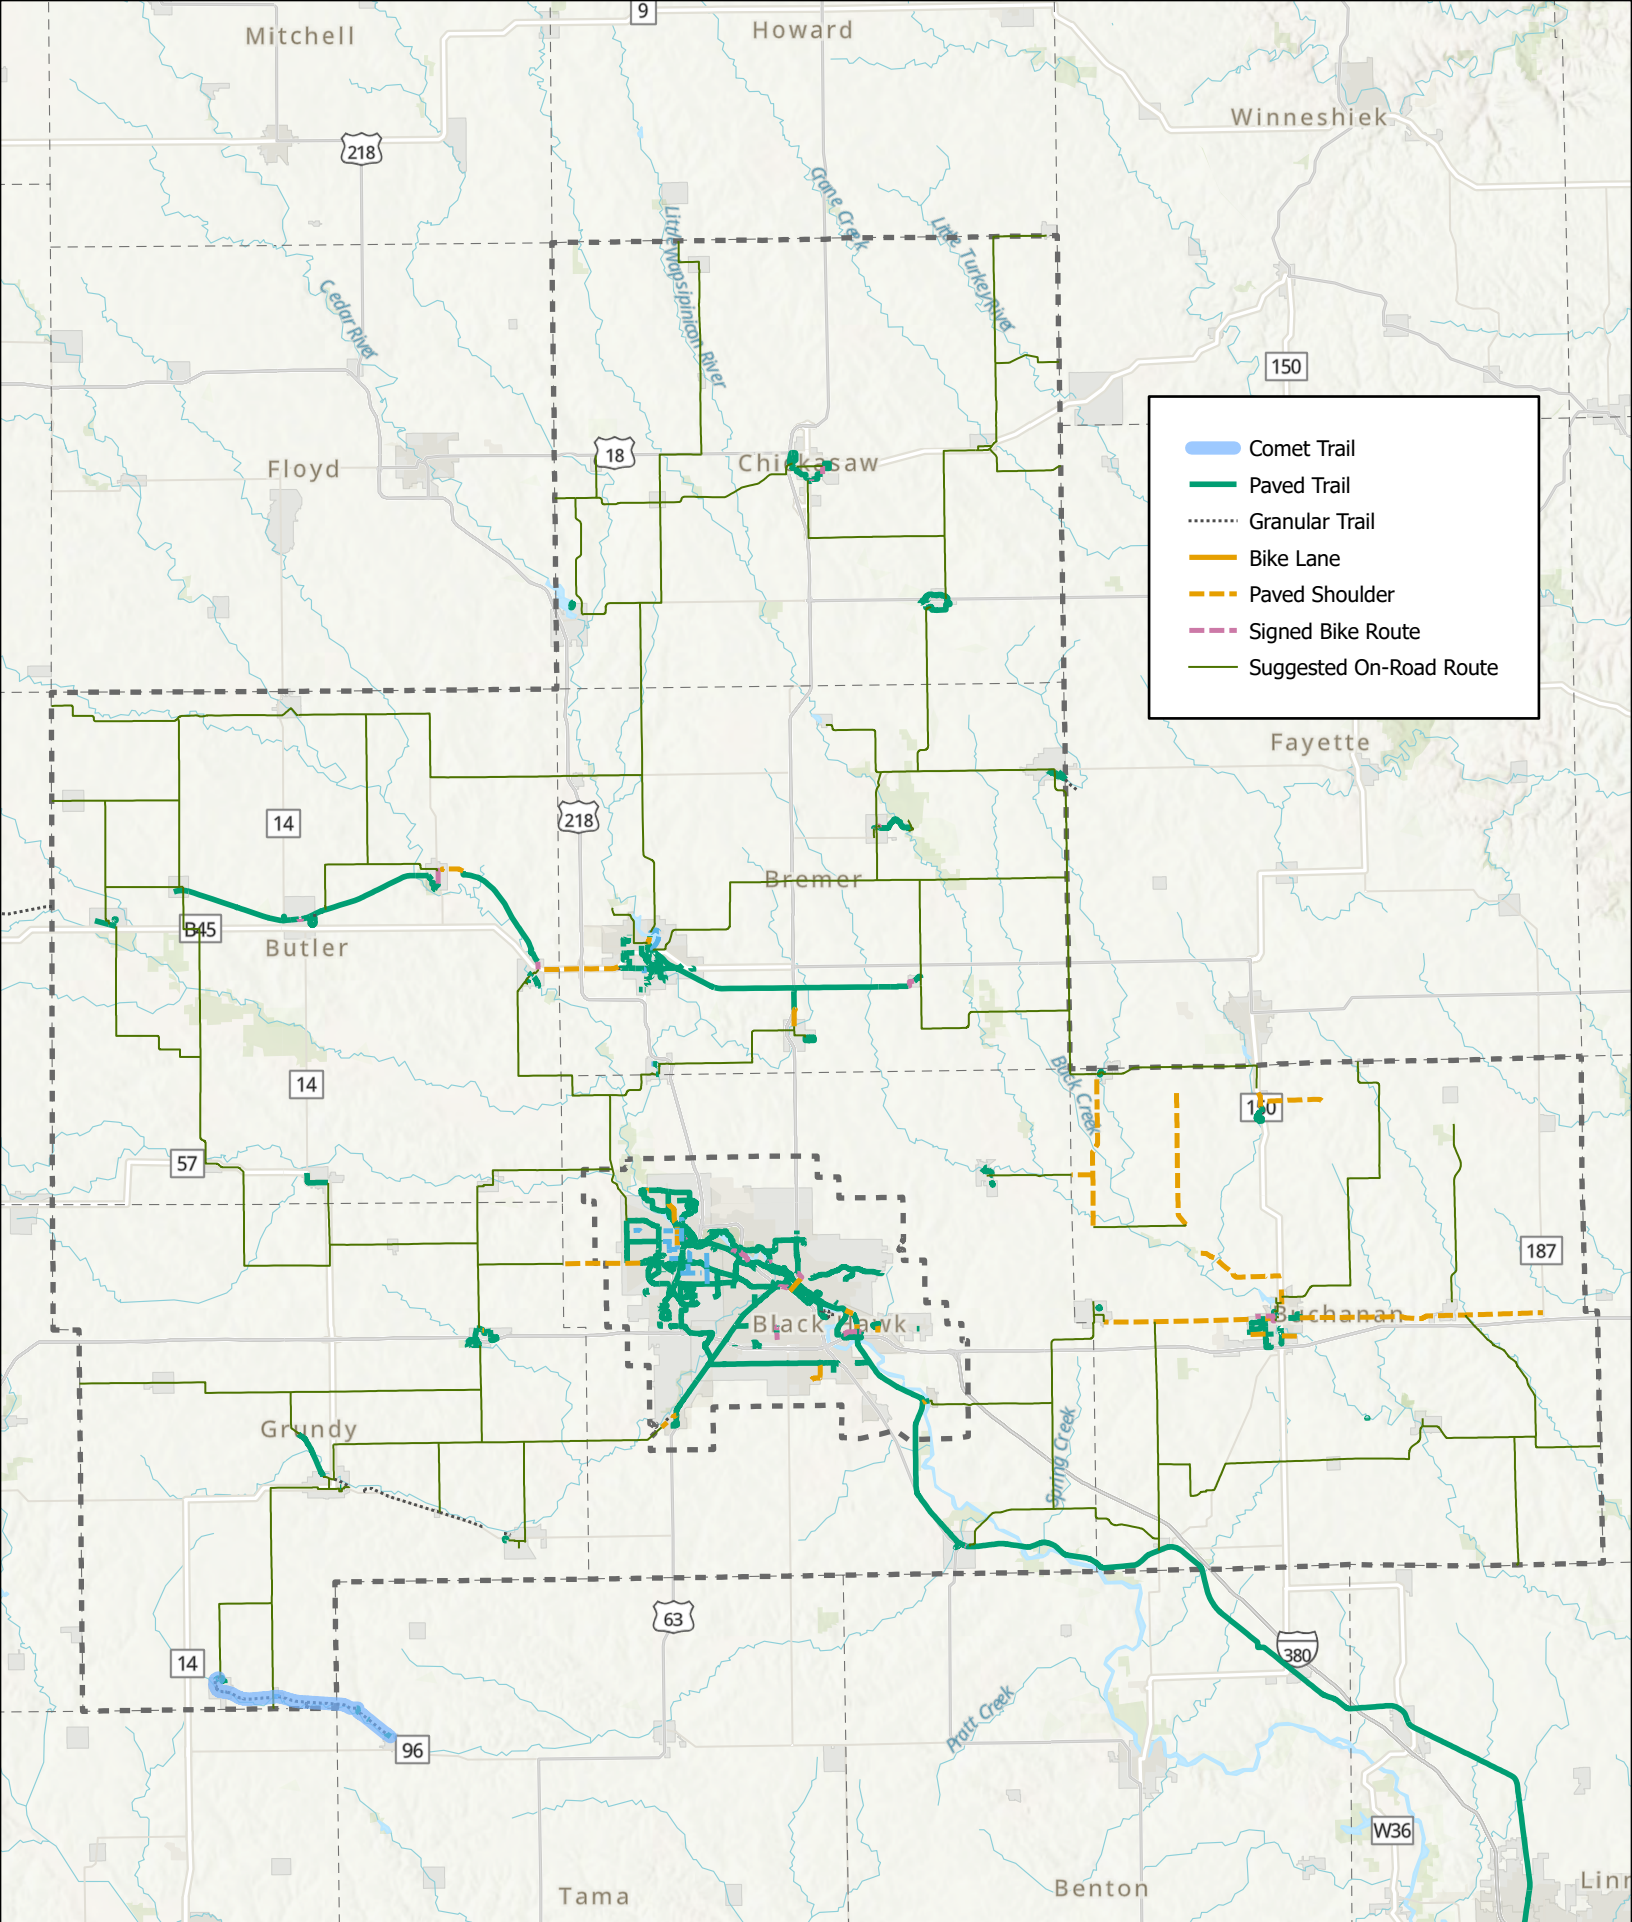 9
Howard
Mitchell
Winneshiek
218
Crane Creek
Little Wapsipinicon River
Little Turkey River
Cedar River
150
18
Chickasaw
Floyd
Comet Trail
Paved Trail
Granular Trail
Bike Lane
Paved Shoulder
Signed Bike Route
Suggested On-Road Route
Fayette
14
218
Bremer
B45
Butler
14
Buck Creek
150
57
187
Buchanan
Black Hawk
Grundy
Spring Creek
63
380
14
Pratt Creek
96
W36
Linn
Benton
Tama